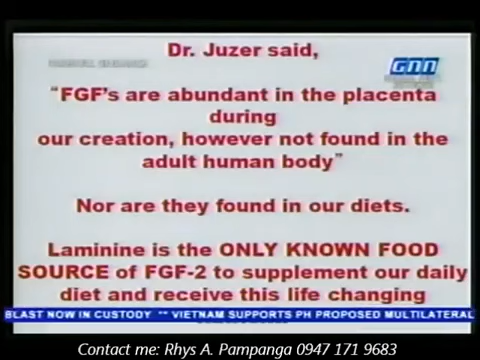 Dr. Juzer said,
GNN
"FGF's are abundant in the placenta
during
our creation, however not found in the
adult human body"
Nor are they found in our diets.
Laminine is the ONLY KNOWN FOOD
SOURCE of FGF-2 to supplement our daily
diet and receive this life changing
BLAST NOW IN CUSTODY ** VIETNAM SUPPORTS PH PROPOSED MULTILATERAL
Contact me: Rhys A. Pampanga 0947 171 9683